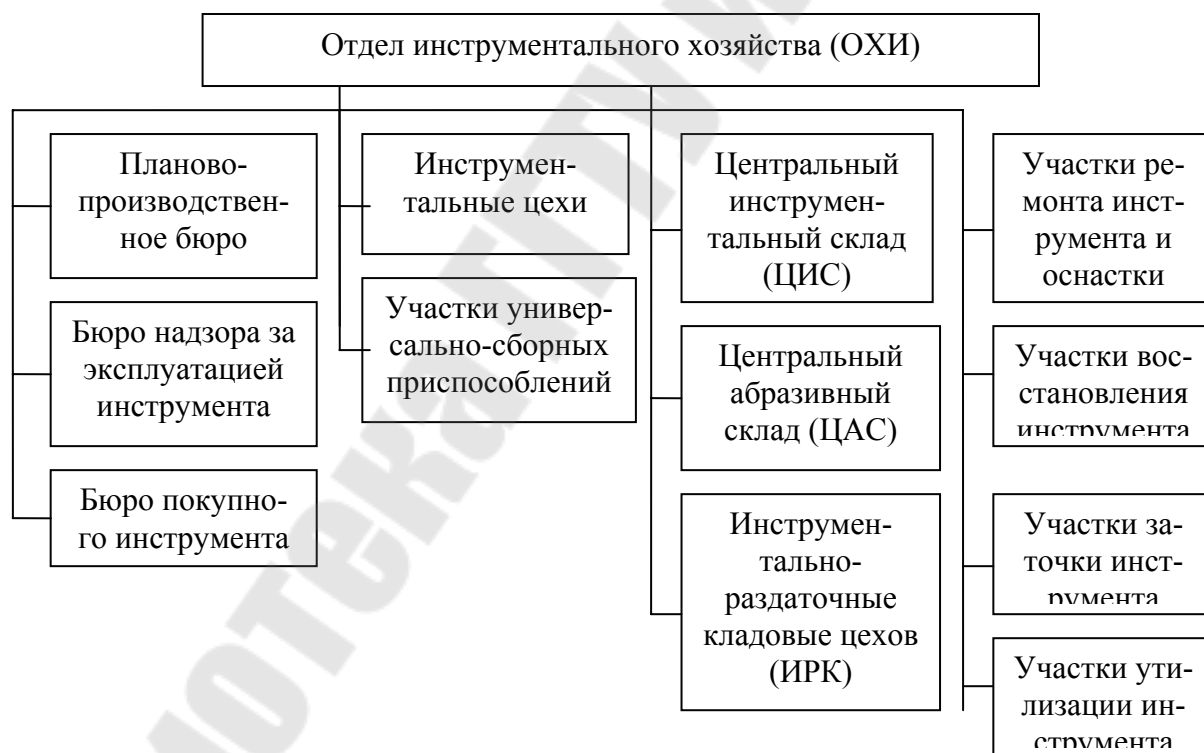 Отдел инструментального хозяйства (ОХИ)
Планово-
производствен-
ное бюро
Бюро надзора за
эксплуатацией
инструмента
Бюро покупно-
го инструмента
Инструмен-
тальные цехи
Участки универ-
сально-сборных
приспособлений
Центральный
инструмен-
тальный склад
(ЦИС)
Центральный
абразивный
склад (ЦАС)
Инструмен-
тально-
раздаточные
кладовые цехов
(ИРК)
Участки ре-
монта инст-
румента и
оснастки
Участки вос-
становления
инструмента
Участки за-
точки инст-
румента
Участки ути-
лизации ин-
струмента